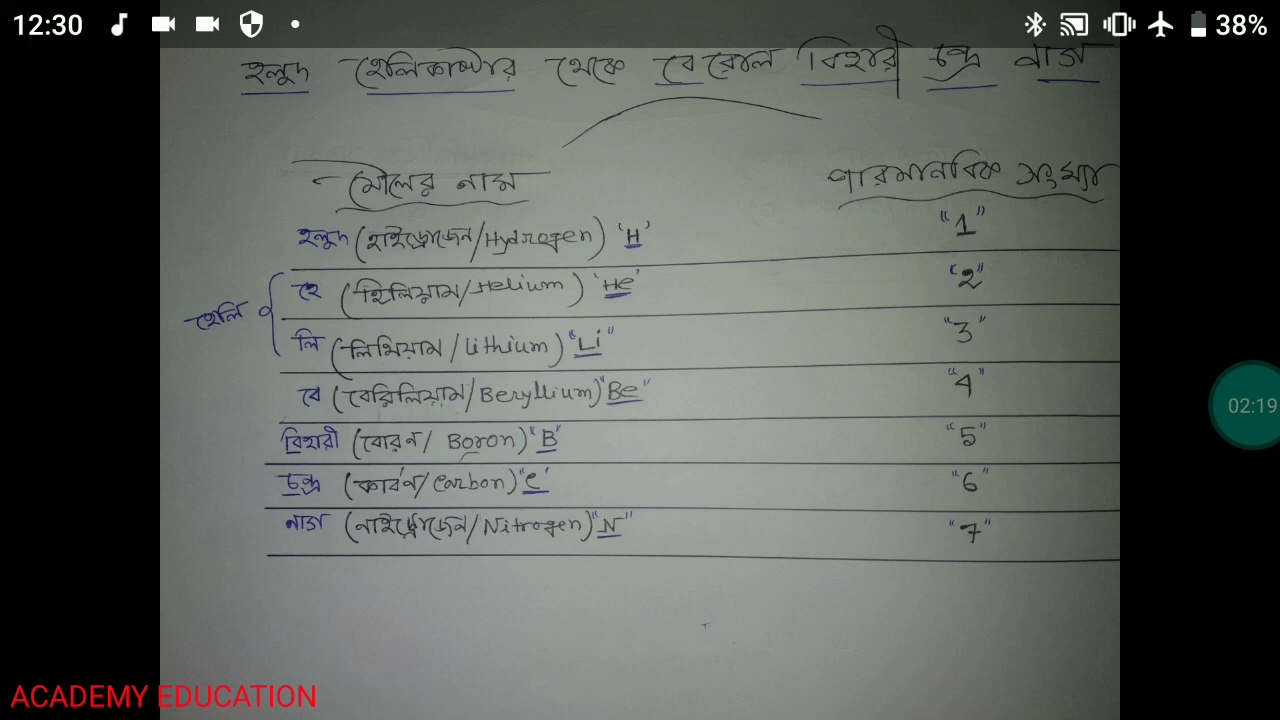 12:30 38%
হলুদ হেলিকাপ্টার থেকে বেরোল বিহারী চন্দ্র নাভা
মৌলের নাম পারমানবিক সংখ্যা
হলুদ (হাইড্রোজেন/Hydrogen) 'H' "1"
হে (হিলিয়াম/Helium) 'He' "2"
হেলি
লি (লিথিয়াম/Lithium) "Li" "3"
02:19
বে (বেরিলিয়াম/Beryllium) "Be" "4"
বিহারী (বোরন/ Boron) "B" "5"
চন্দ্র (কার্বন/Carbon) "C" "6"
নাভা (নাইট্রোজেন/Nitrogen) "N" "7"
ACADEMY EDUCATION